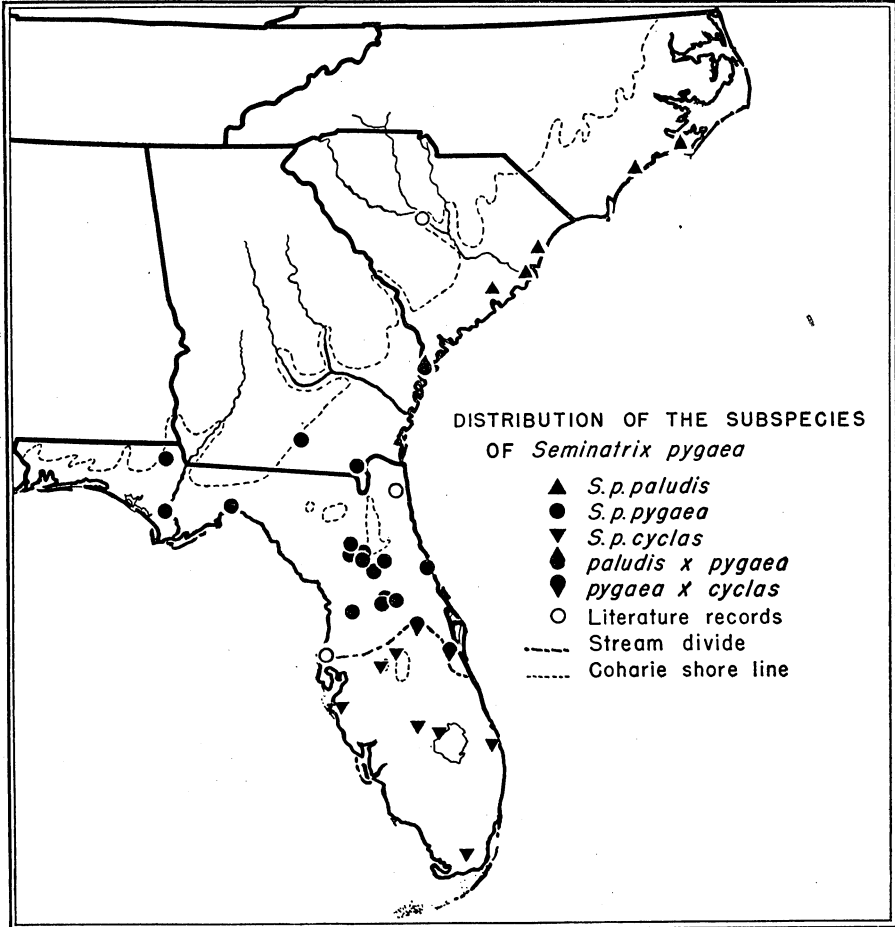 DISTRIBUTION OF THE SUBSPECIES
OF Seminatrix pygaea
S.p. paludis
S.p. pygaea
S.p. cyclas
paludis x pygaea
pygaea x cyclas
Literature records
Stream divide
Coharie shore line